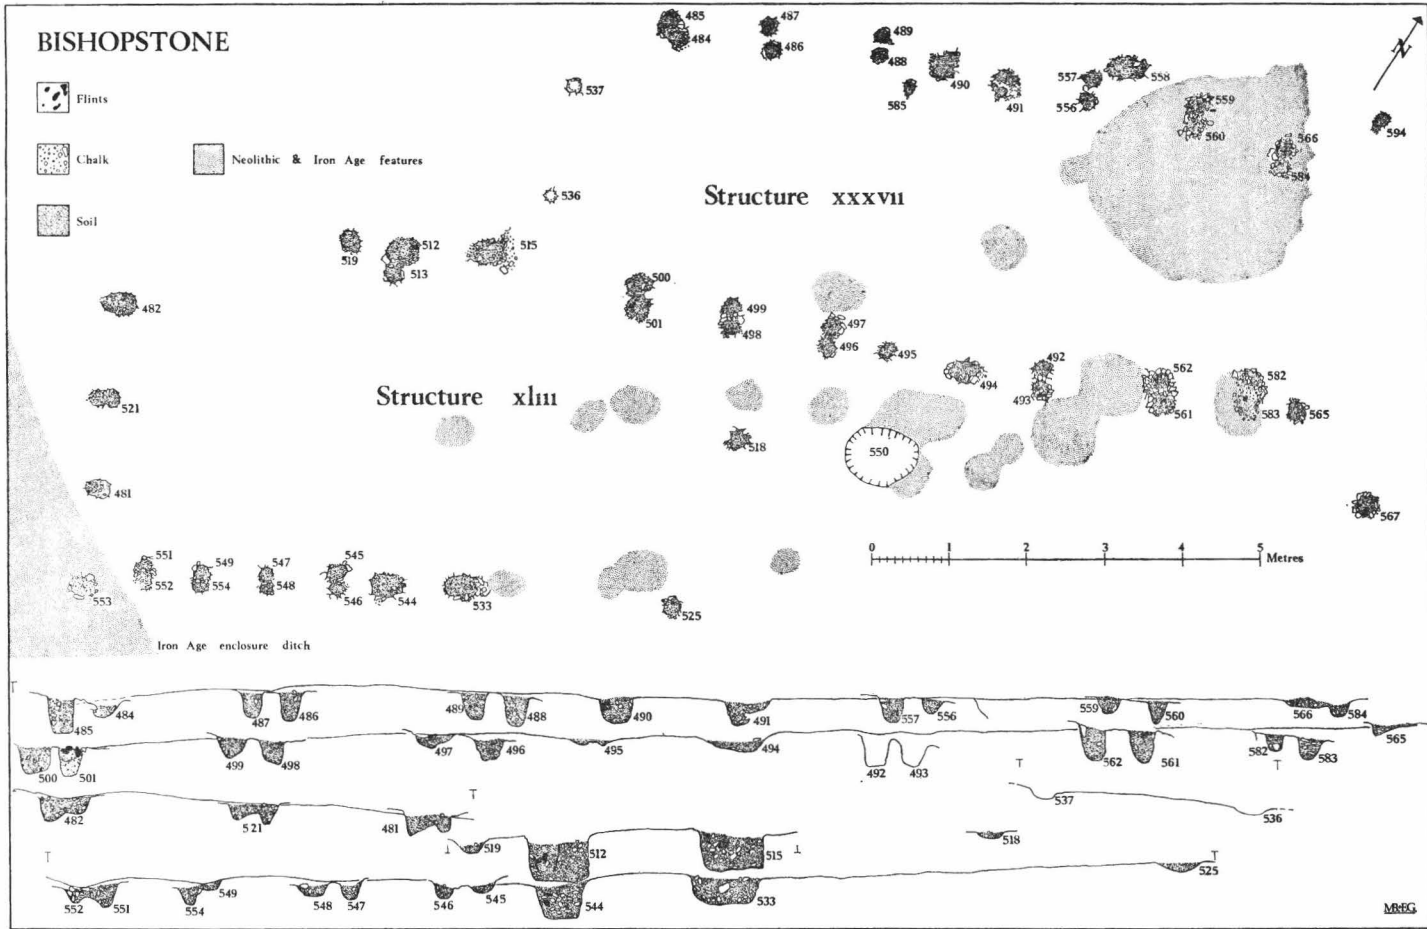 BISHOPSTONE
Flints
Chalk
Neolithic & Iron Age features
Soil
N
485 487 489
484 486 488
490 557 558
537 585 491 556 559
560 566 594
584
536
Structure xxxvıı
519 512 515
513
482 500
501 499
498 497
496 495
494 492
493 562
561 582
583 565
521
Structure xlııı
518 550
481
567
0 1 2 3 4 5 Metres
551 549 547 545
552 554 548 546 544 533
553
525
Iron Age enclosure ditch
485 484 487 486 489 488 490 491 557 556 559 560 566 584
500 501 499 498 497 496 495 494 492 493 562 561 582 583 565
482 521 481 537 536
519 512 515 518
552 551 554 549 548 547 546 545 544 533 525